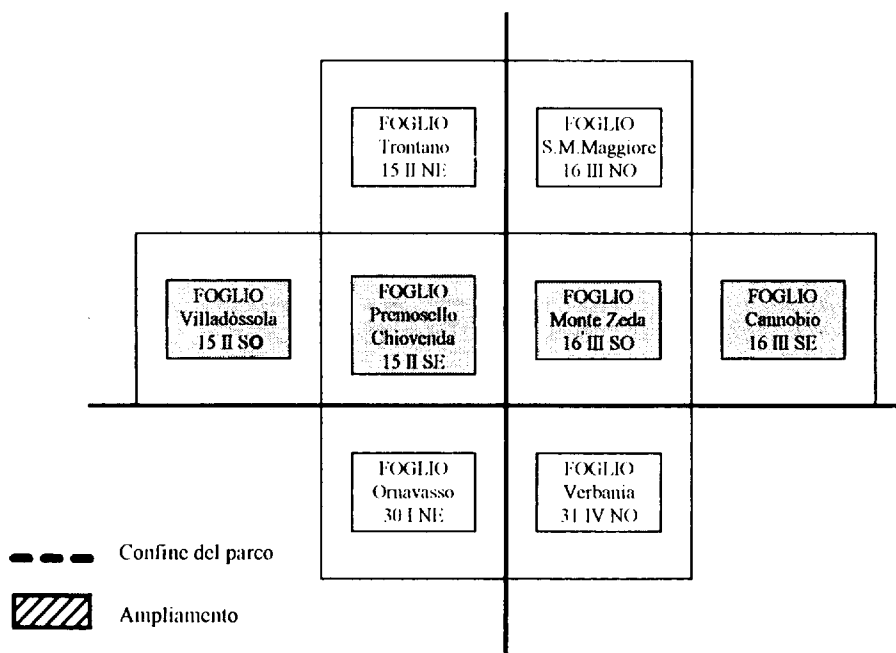 FOGLIO
Trontano
15 II NE
FOGLIO
S.M.Maggiore
16 III NO
FOGLIO
Villadossola
15 II SO
FOGLIO
Premosello
Chiovenda
15 II SE
FOGLIO
Monte Zeda
16 III SO
FOGLIO
Cannobio
16 III SE
FOGLIO
Ornavasso
30 I NE
FOGLIO
Verbania
31 IV NO
Confine del parco
Ampliamento